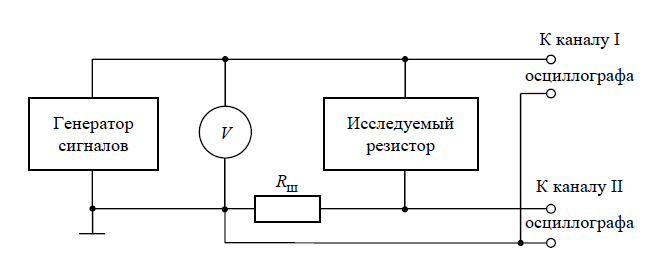 К каналу I
осциллографа
Генератор
сигналов
V
Исследуемый
резистор
Rш
К каналу II
осциллографа